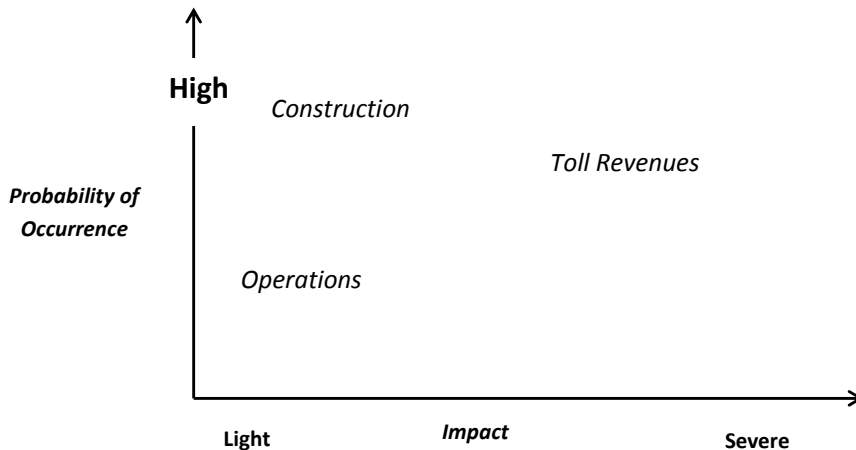 High
Construction
Toll Revenues
Probability of
Occurrence
Operations
Light
Impact
Severe